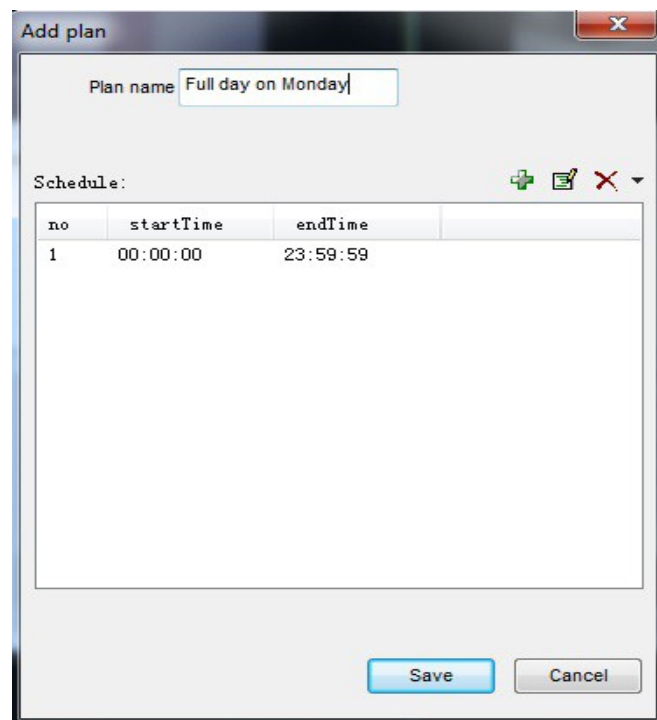 Add plan
Plan name Full day on Monday
Schedule:
no startTime endTime
1 00:00:00 23:59:59
Save Cancel